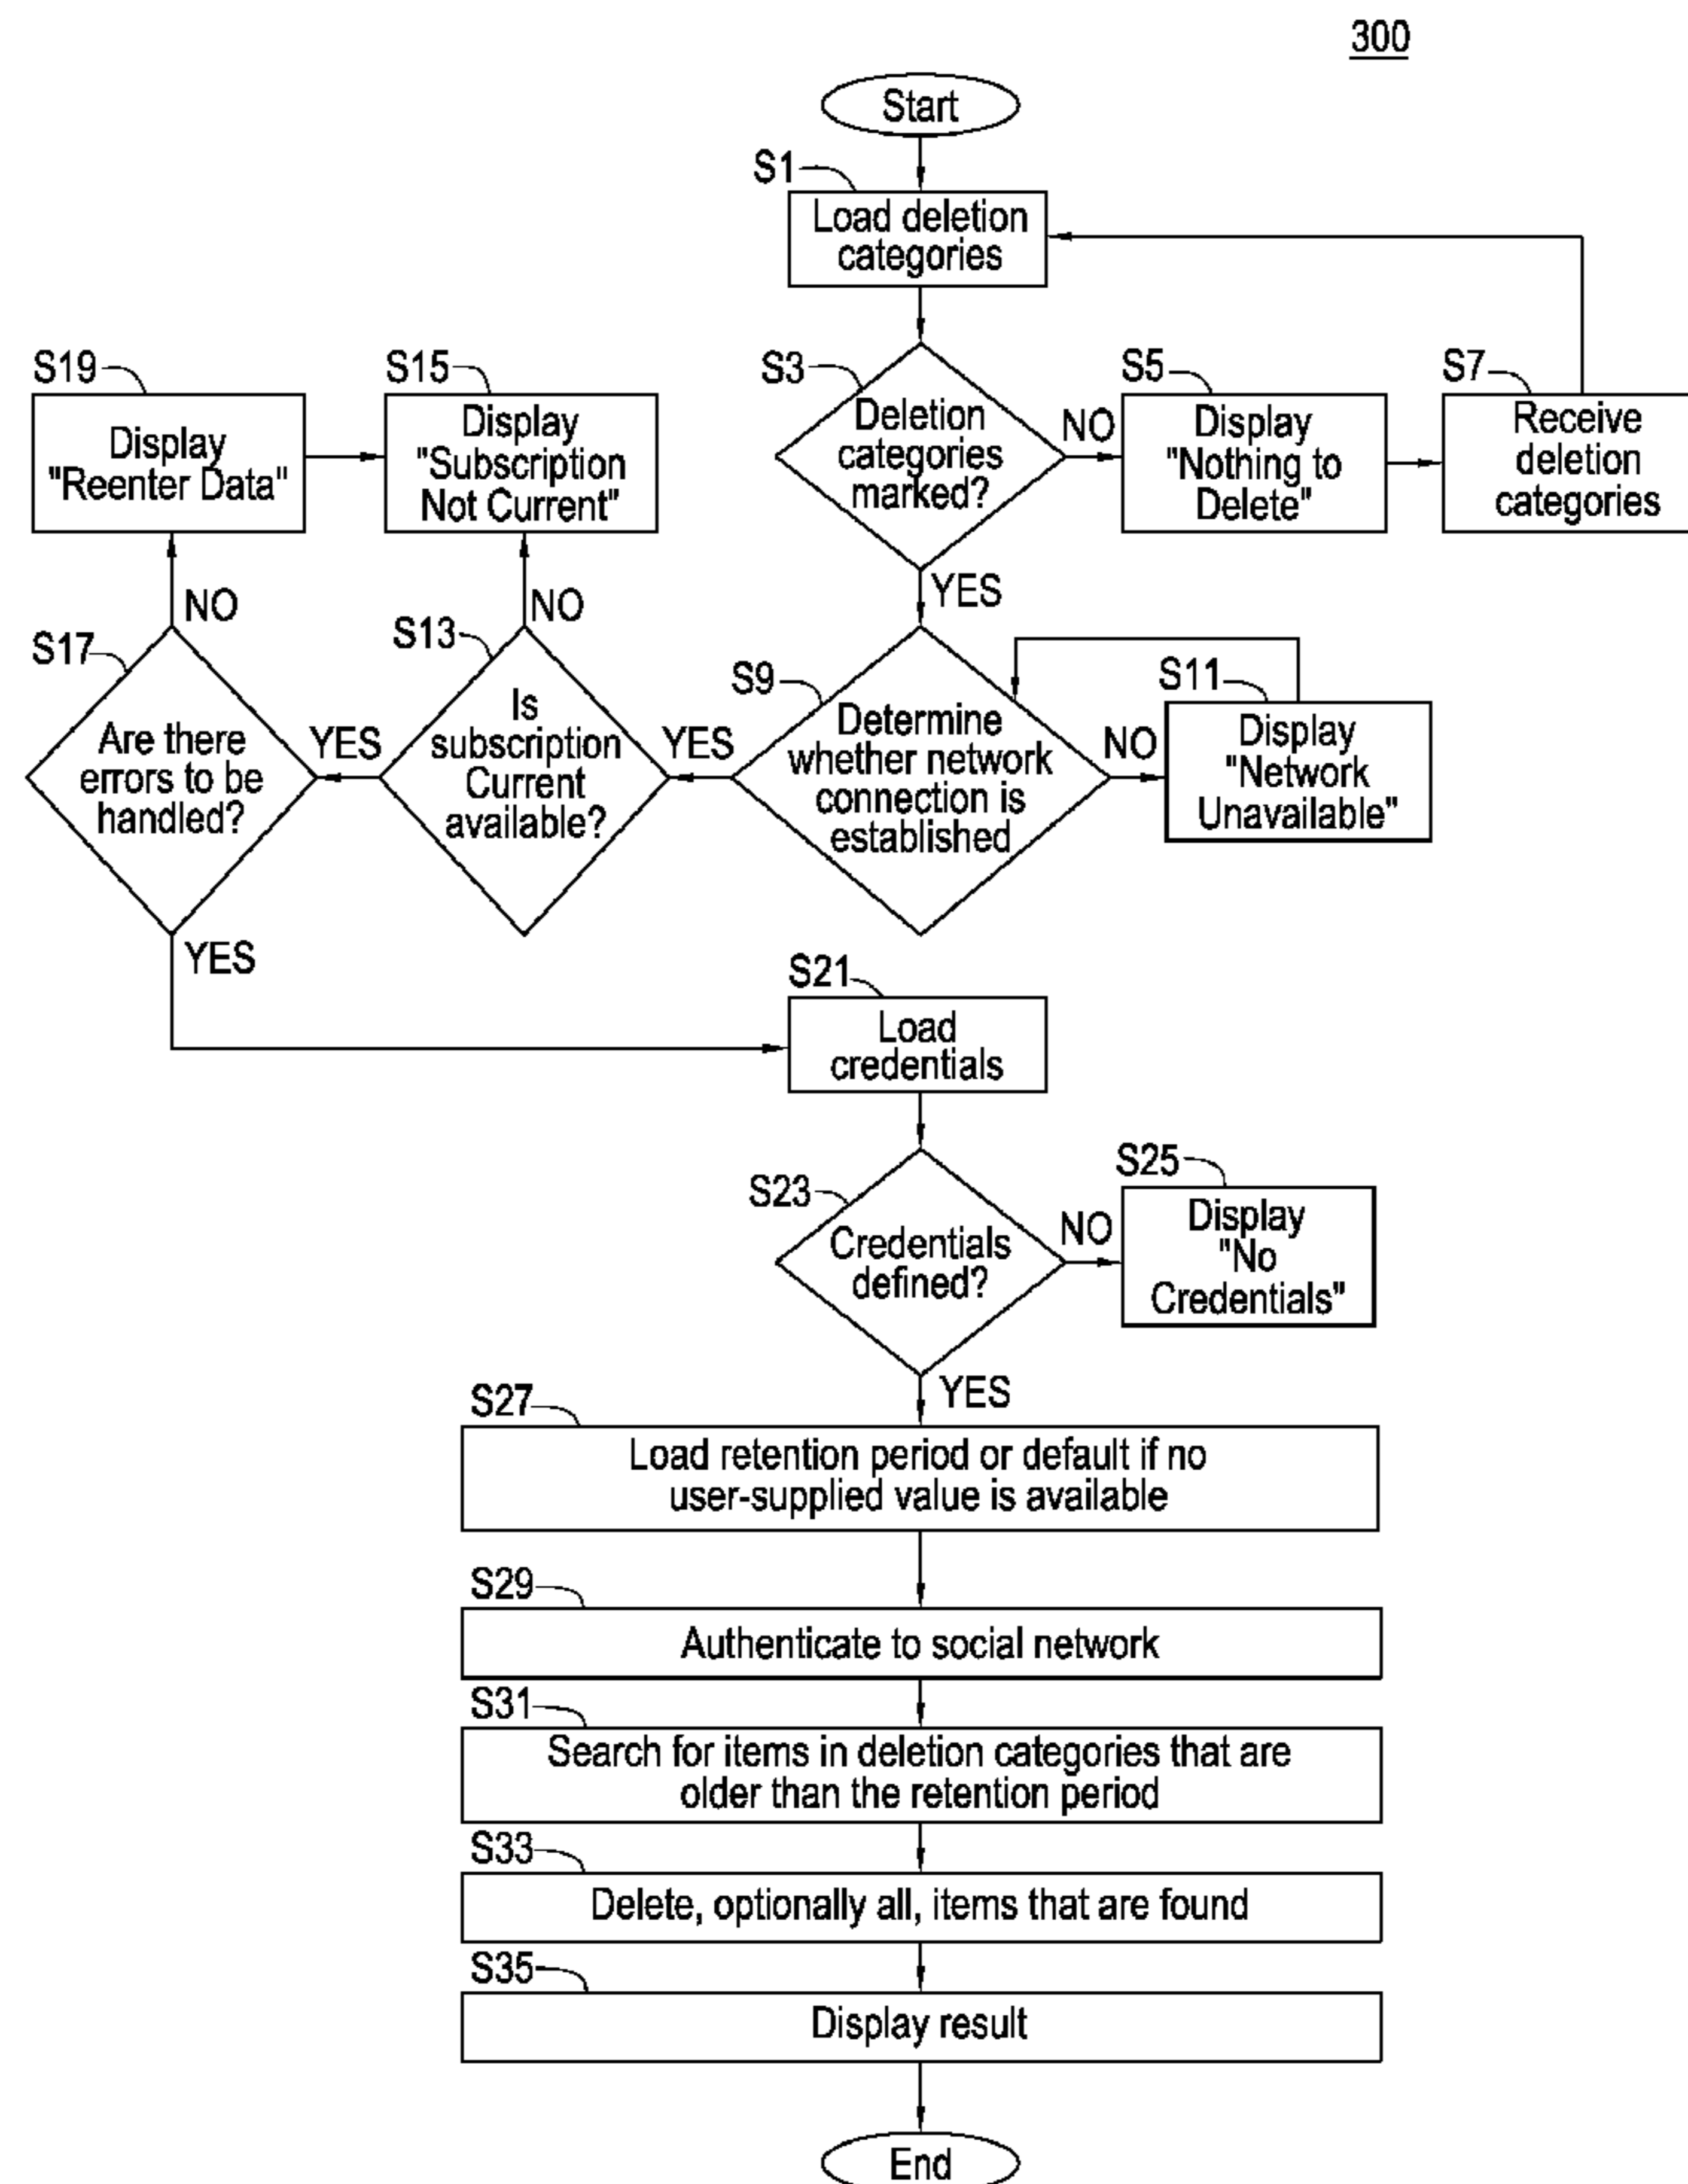 300
Start
S1
Load deletion
categories
S3
Deletion
categories
marked?
NO
S5
Display
"Nothing to
Delete"
S7
Receive
deletion
categories
YES
S19
Display
"Reenter Data"
S15
Display
"Subscription
Not Current"
NO
NO
S17
Are there
errors to be
handled?
YES
S13
Is
subscription
Current
available?
YES
S9
Determine
whether network
connection is
established
NO
S11
Display
"Network
Unavailable"
YES
S21
Load
credentials
S23
Credentials
defined?
NO
S25
Display
"No
Credentials"
YES
S27
Load retention period or default if no
user-supplied value is available
S29
Authenticate to social network
S31
Search for items in deletion categories that are
older than the retention period
S33
Delete, optionally all, items that are found
S35
Display result
End